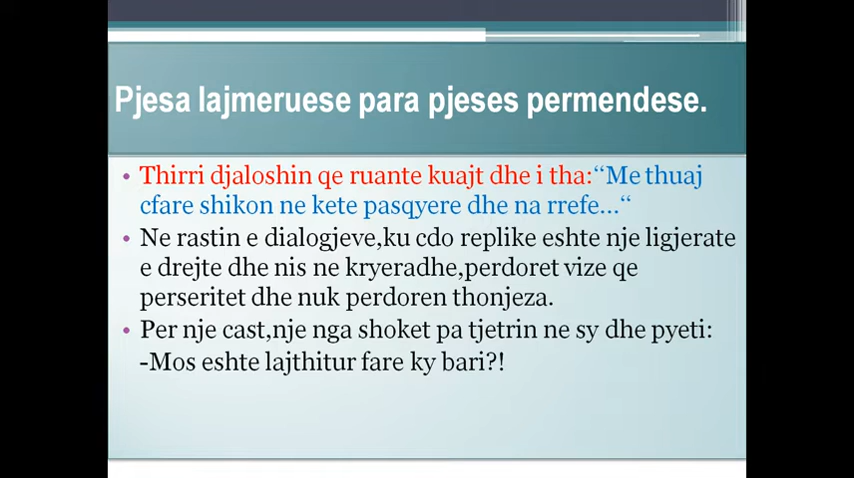 Pjesa lajmeruese para pjeses permendese.
• Thirri djaloshin qe ruante kuajt dhe i tha:“Me thuaj
cfare shikon ne kete pasqyere dhe na rrefe...“
• Ne rastin e dialogjeve,ku cdo replike eshte nje ligjerate
e drejte dhe nis ne kryeradhe,perdoret vize qe
perseritet dhe nuk perdoren thonjeza.
• Per nje cast,nje nga shoket pa tjetrin ne sy dhe pyeti:
-Mos eshte lajthitur fare ky bari?!